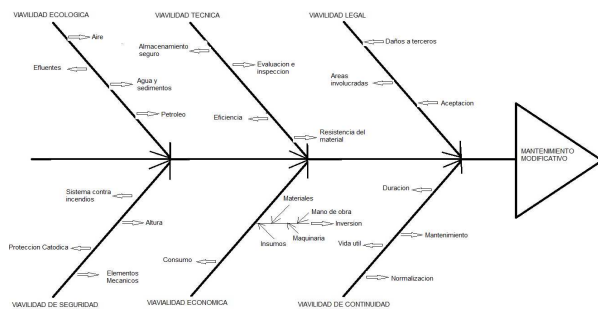 VIAVILIDAD ECOLOGICA
VIAVILIDAD TECNICA
VIAVILIDAD LEGAL
Aire
Efluentes
Agua y
sedimentos
Petroleo
Almacenamiento
seguro
Evaluacion e
inspeccion
Eficiencia
Resistencia del
material
Daños a terceros
Areas
involucradas
Aceptacion
MANTENIMIENTO
MODIFICATIVO
Sistema contra
incendios
Altura
Proteccion Catodica
Elementos
Mecanicos
Materiales
Mano de obra
Inversion
Insumos
Maquinaria
Consumo
Duracion
Mantenimiento
Vida util
Normalizacion
VIAVILIDAD DE SEGURIDAD
VIAVIALIDAD ECONOMICA
VIAVILIDAD DE CONTINUIDAD